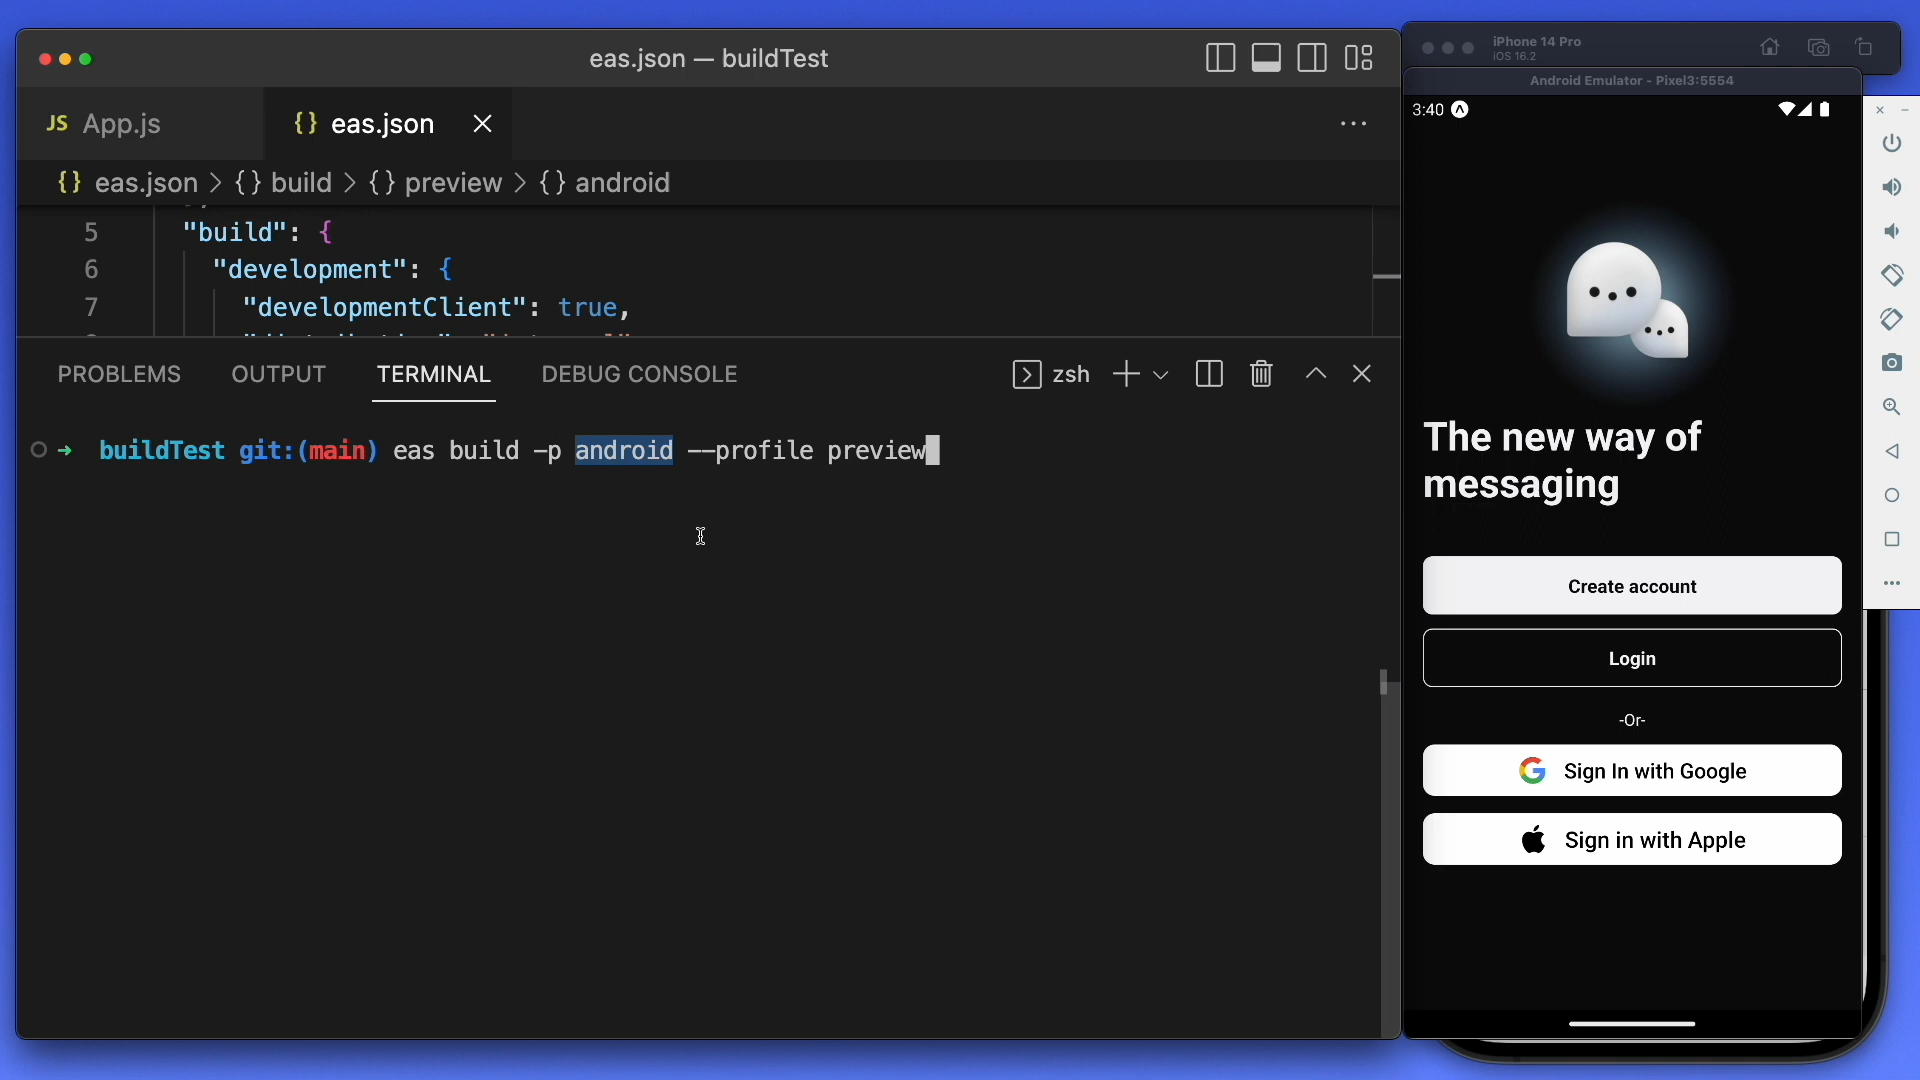 eas.json — buildTest
JS App.js
{} eas.json
{} eas.json > {} build > {} preview > {} android
5 "build": {
6 "development": {
7 "developmentClient": true,
PROBLEMS OUTPUT TERMINAL DEBUG CONSOLE
zsh
➜ buildTest git:(main) eas build -p android --profile preview
iPhone 14 Pro
iOS 16.2
Android Emulator - Pixel3:5554
3:40
The new way of
messaging
Create account
Login
-Or-
Sign In with Google
Sign in with Apple